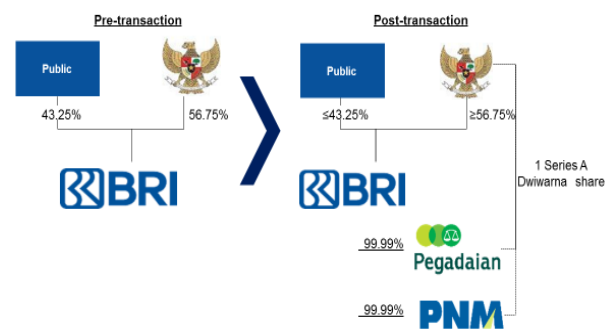 Pre-transaction
Public
43.25%
56.75%
BRI
Post-transaction
Public
≤43.25%
≥56.75%
1 Series A
Dwiwarna share
BRI
99.99%
Pegadaian
99.99%
PNM